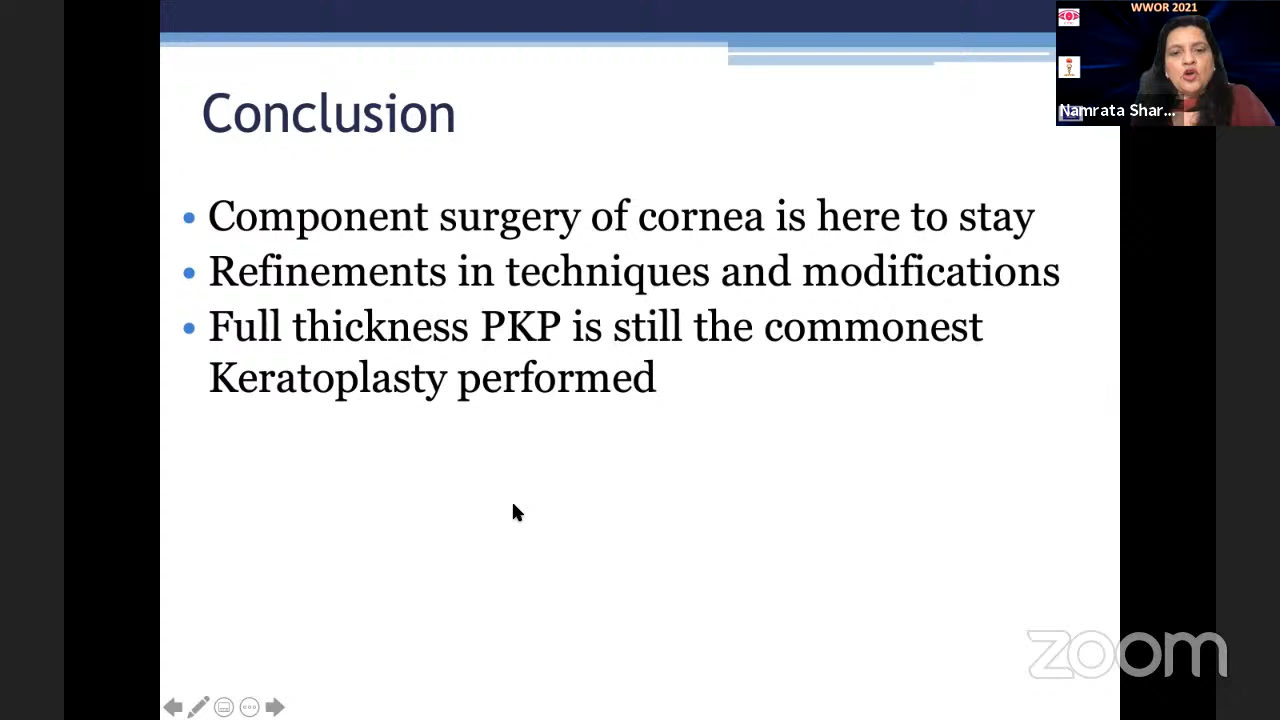 WWOR 2021
Namrata Shar...
Conclusion
• Component surgery of cornea is here to stay
• Refinements in techniques and modifications
• Full thickness PKP is still the commonest
Keratoplasty performed
zoom